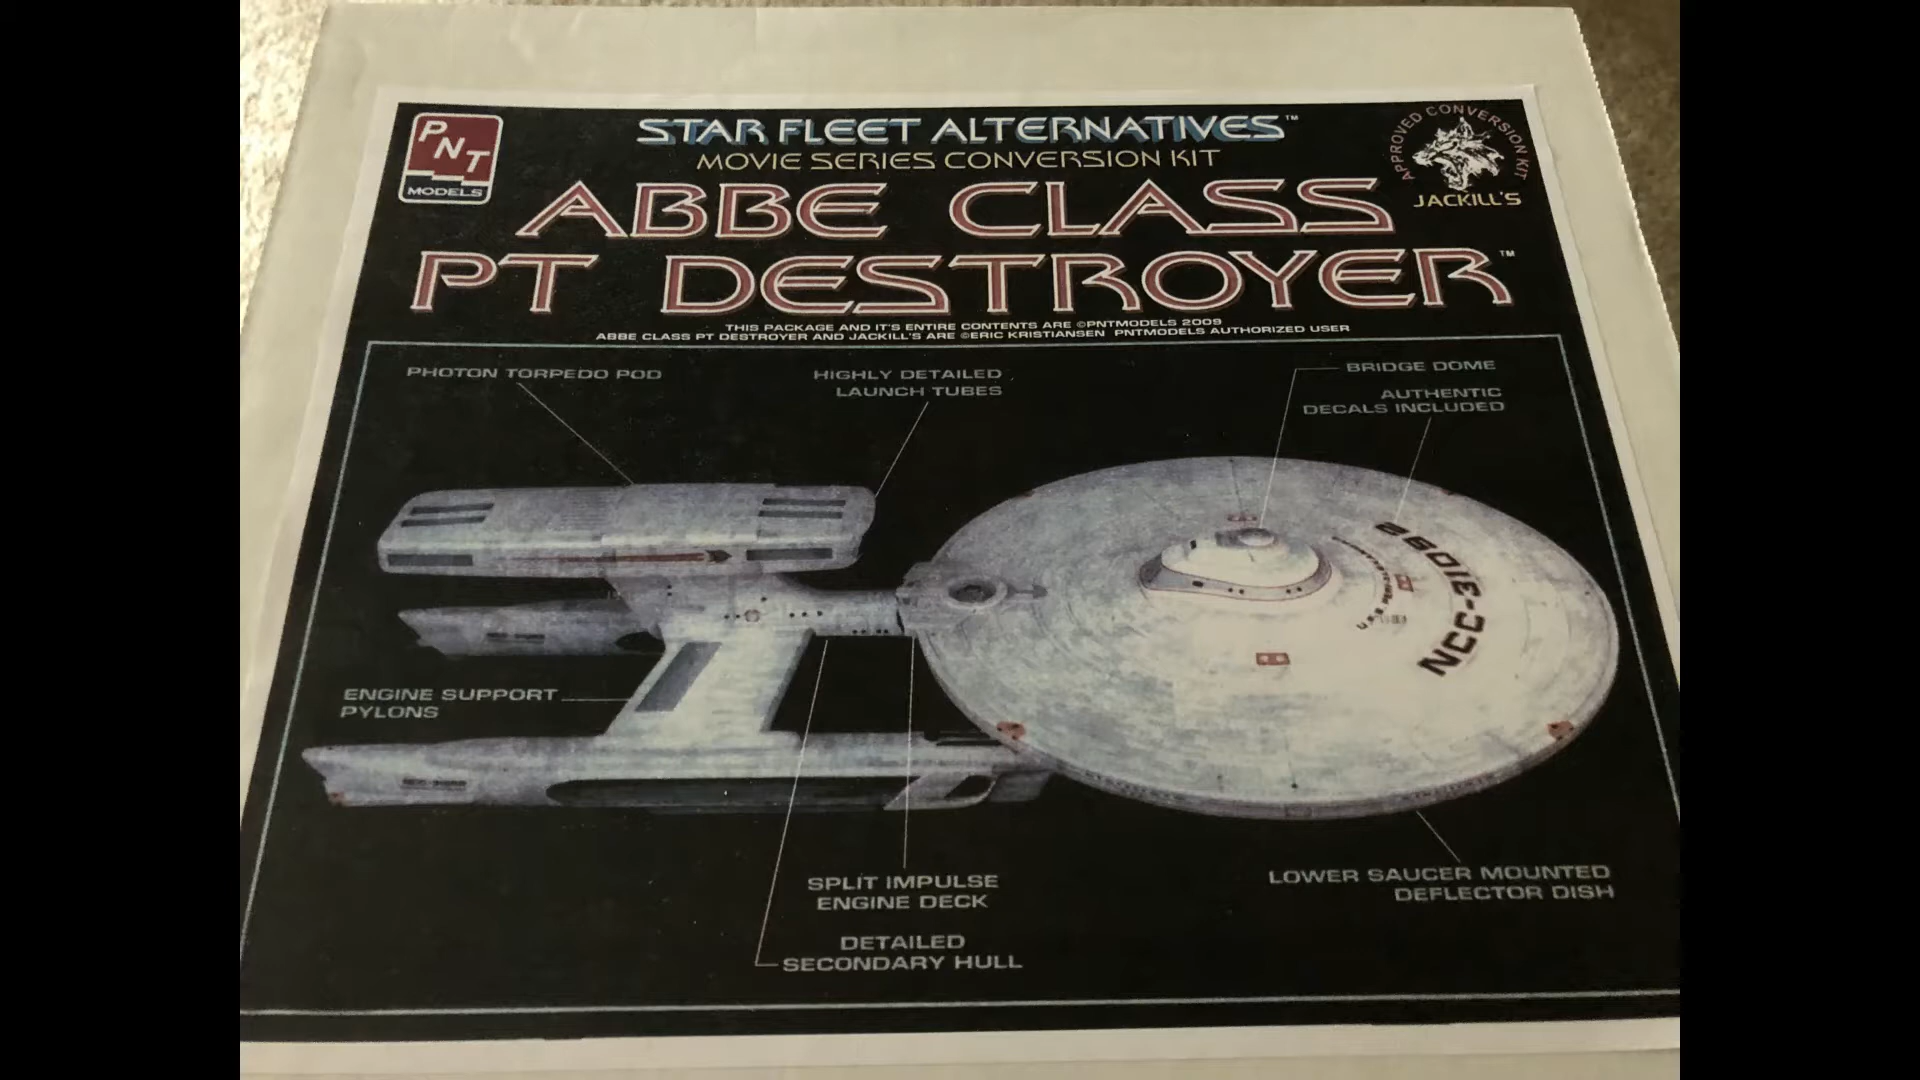 PNT
MODELS
STAR FLEET ALTERNATIVES™
MOVIE SERIES CONVERSION KIT
APPROVED CONVERSION KIT
JACKILL'S
ABBE CLASS
PT DESTROYER™
THIS PACKAGE AND IT'S ENTIRE CONTENTS ARE ©PNTMODELS 2009
ABBE CLASS PT DESTROYER AND JACKILL'S ARE ©ERIC KRISTIANSEN PNTMODELS AUTHORIZED USER
PHOTON TORPEDO POD
HIGHLY DETAILED
LAUNCH TUBES
BRIDGE DOME
AUTHENTIC
DECALS INCLUDED
NCC-31092
ENGINE SUPPORT
PYLONS
SPLIT IMPULSE
ENGINE DECK
DETAILED
SECONDARY HULL
LOWER SAUCER MOUNTED
DEFLECTOR DISH